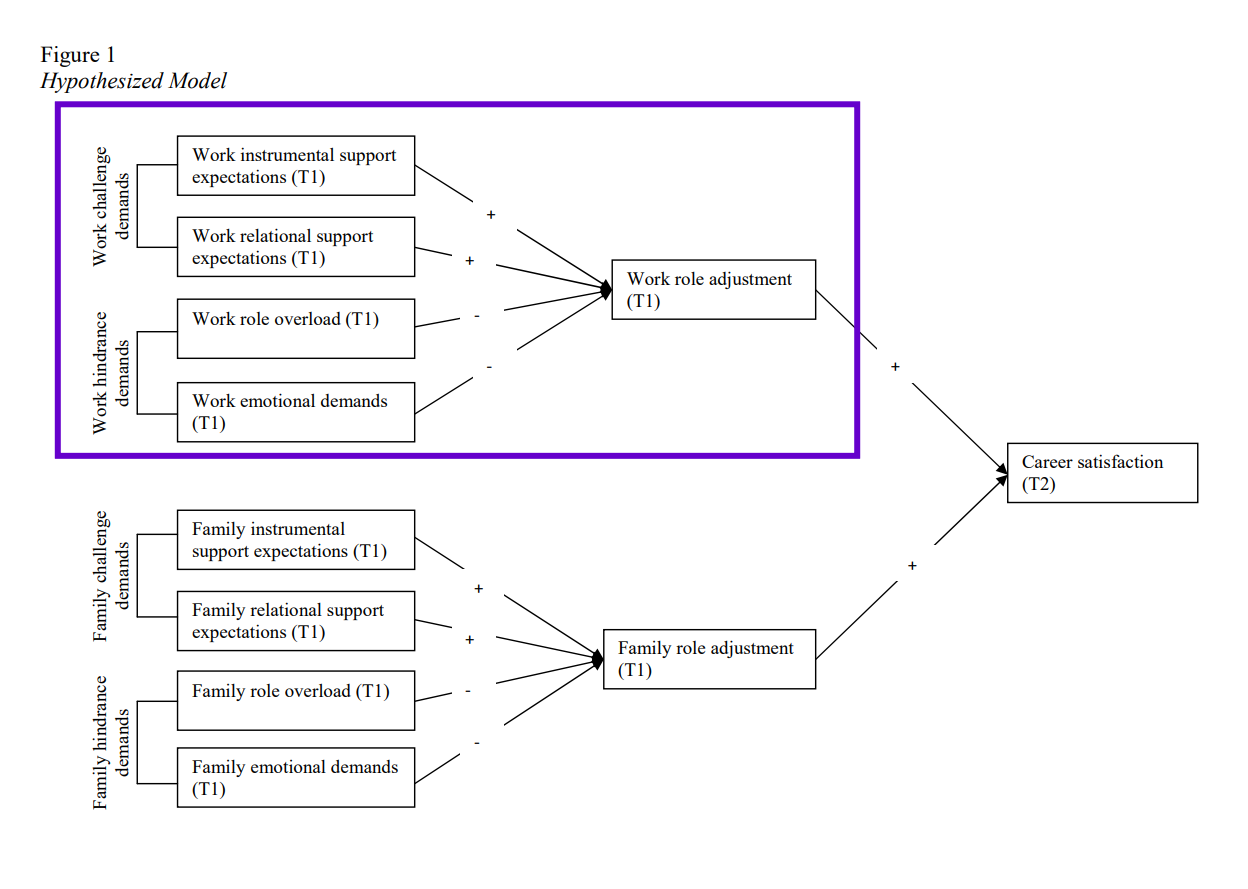 Figure 1
Hypothesized Model
Work challenge
demands
Work instrumental support
expectations (T1)
+
Work relational support
expectations (T1)
+
Work hindrance
demands
Work role overload (T1)
-
Work emotional demands
(T1)
-
Work role adjustment
(T1)
+
Career satisfaction
(T2)
Family challenge
demands
Family instrumental
support expectations (T1)
+
Family relational support
expectations (T1)
+
Family hindrance
demands
Family role overload (T1)
-
Family emotional demands
(T1)
-
Family role adjustment
(T1)
+